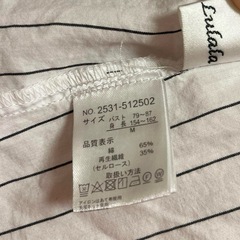 Lulala
NO. 2531-512502
サイズ バスト 79~87
身長 154~162
M
品質表示
綿 65%
再生繊維 35%
(セルロース)
取扱い方法